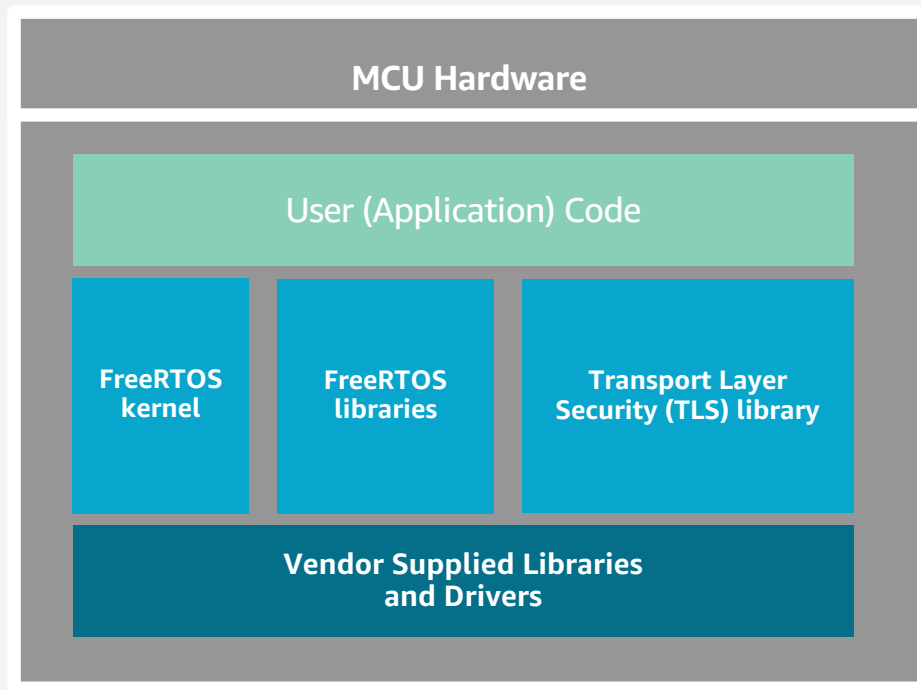 MCU Hardware
User (Application) Code
FreeRTOS
kernel
FreeRTOS
libraries
Transport Layer
Security (TLS) library
Vendor Supplied Libraries
and Drivers